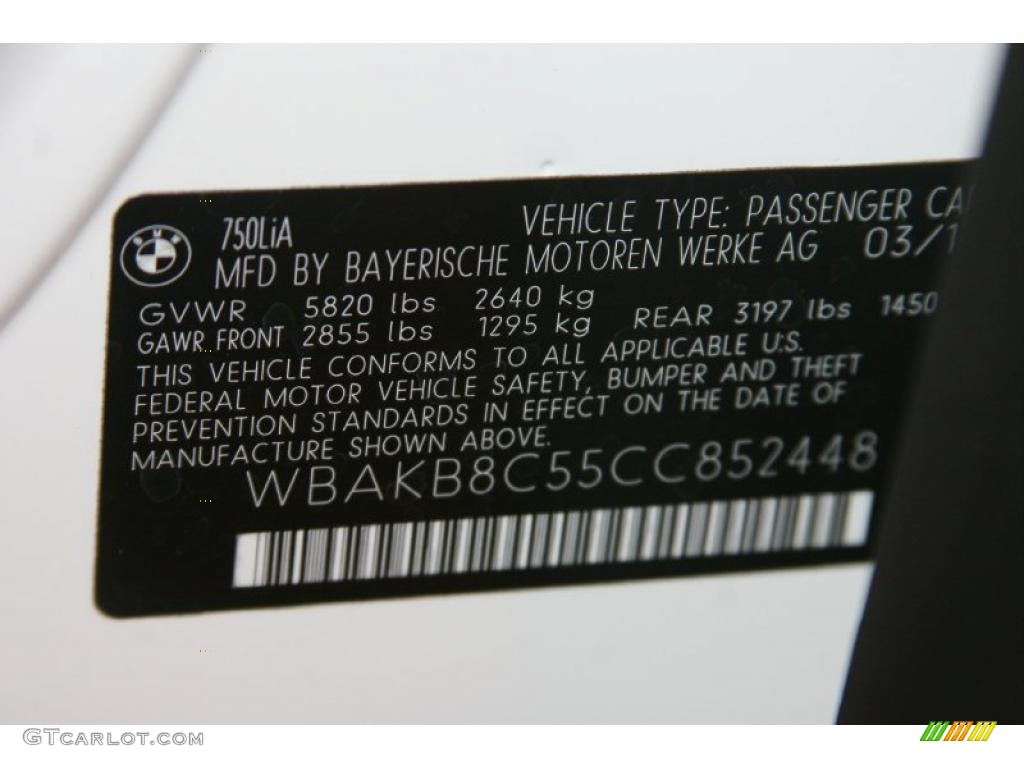 750LiA
VEHICLE TYPE: PASSENGER
MFD BY BAYERISCHE MOTOREN WERKE AG
GVWR 5820 lbs 2640 kg
GAWR FRONT 2855 lbs 1295 kg REAR 3197 lbs 1450
THIS VEHICLE CONFORMS TO ALL APPLICABLE U.S.
FEDERAL MOTOR VEHICLE SAFETY, BUMPER AND THEFT
PREVENTION STANDARDS IN EFFECT ON THE DATE OF
MANUFACTURE SHOWN ABOVE.
WBAKB8C55CC852448
GTCARLOT.COM